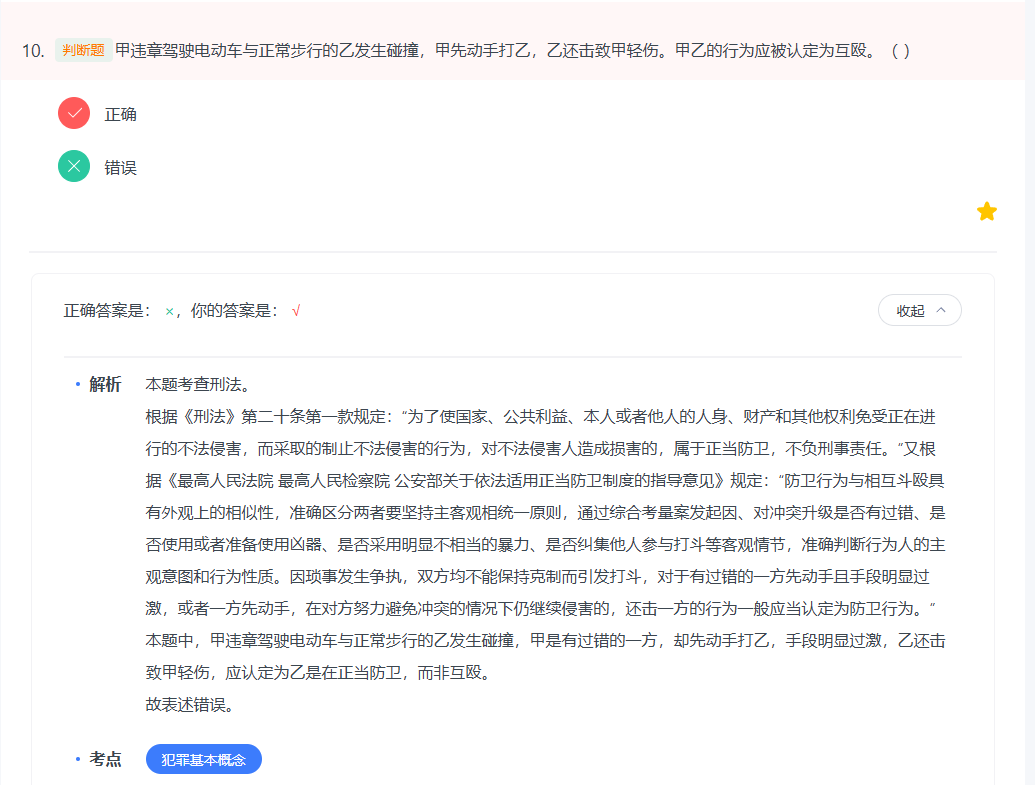 10. 判断题 甲违章驾驶电动车与正常步行的乙发生碰撞，甲先动手打乙，乙还击致甲轻伤。甲乙的行为应被认定为互殴。（ ）
正确
错误
正确答案是： ×，你的答案是： √
收起
• 解析 本题考查刑法。
根据《刑法》第二十条第一款规定：“为了使国家、公共利益、本人或者他人的人身、财产和其他权利免受正在进
行的不法侵害，而采取的制止不法侵害的行为，对不法侵害人造成损害的，属于正当防卫，不负刑事责任。”又根
据《最高人民法院 最高人民检察院 公安部关于依法适用正当防卫制度的指导意见》规定：“防卫行为与相互斗殴具
有外观上的相似性，准确区分两者要坚持主客观相统一原则，通过综合考量案发起因、对冲突升级是否有过错、是
否使用或者准备使用凶器、是否采用明显不相当的暴力、是否纠集他人参与打斗等客观情节，准确判断行为人的主
观意图和行为性质。因琐事发生争执，双方均不能保持克制而引发打斗，对于有过错的一方先动手且手段明显过
激，或者一方先动手，在对方努力避免冲突的情况下仍继续侵害的，还击一方的行为一般应当认定为防卫行为。”
本题中，甲违章驾驶电动车与正常步行的乙发生碰撞，甲是有过错的一方，却先动手打乙，手段明显过激，乙还击
致甲轻伤，应认定为乙是在正当防卫，而非互殴。
故表述错误。
• 考点 犯罪基本概念